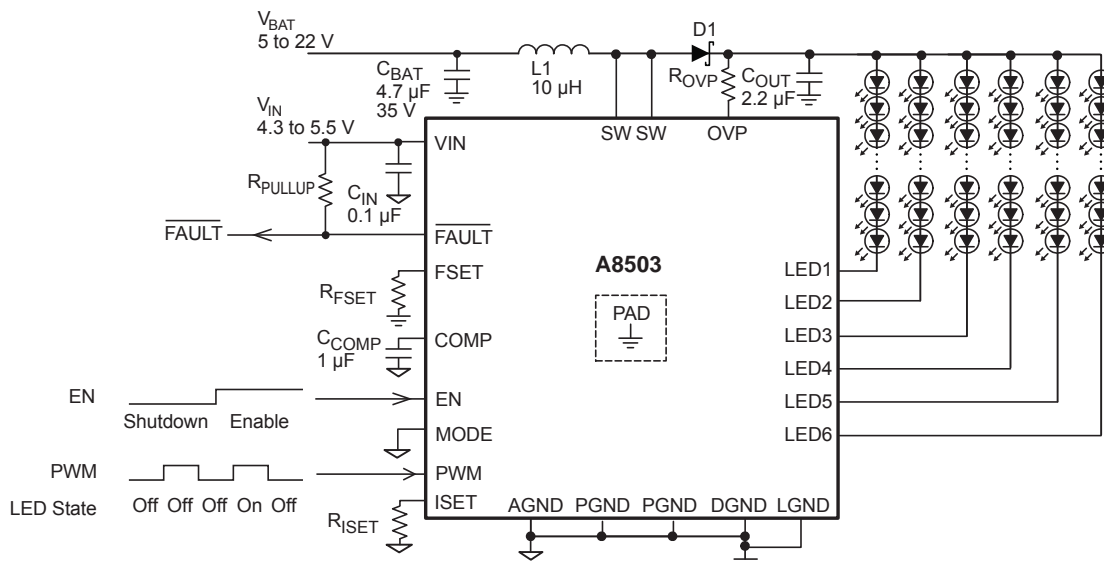 V_BAT
5 to 22 V
D1
C_BAT
4.7 µF
35 V
L1
10 µH
R_OVP
C_OUT
2.2 µF
V_IN
4.3 to 5.5 V
SW SW OVP
VIN
R_PULLUP
C_IN
0.1 µF
FAULT
FAULT
A8503
FSET
R_FSET
PAD
C_COMP
1 µF
COMP
LED1
LED2
LED3
LED4
LED5
LED6
EN
Shutdown Enable
EN
MODE
PWM
PWM
LED State
Off Off Off On Off
ISET
R_ISET
AGND PGND PGND DGND LGND